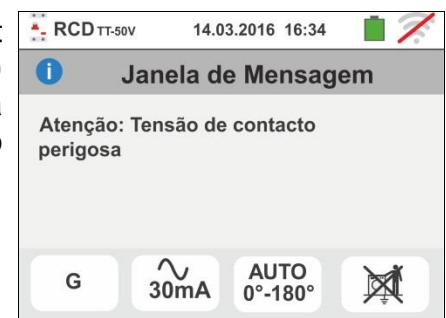 RCD TT-50V 14.03.2016 16:34
Janela de Mensagem
Atenção: Tensão de contacto
perigosa
G 30mA AUTO
0°-180°